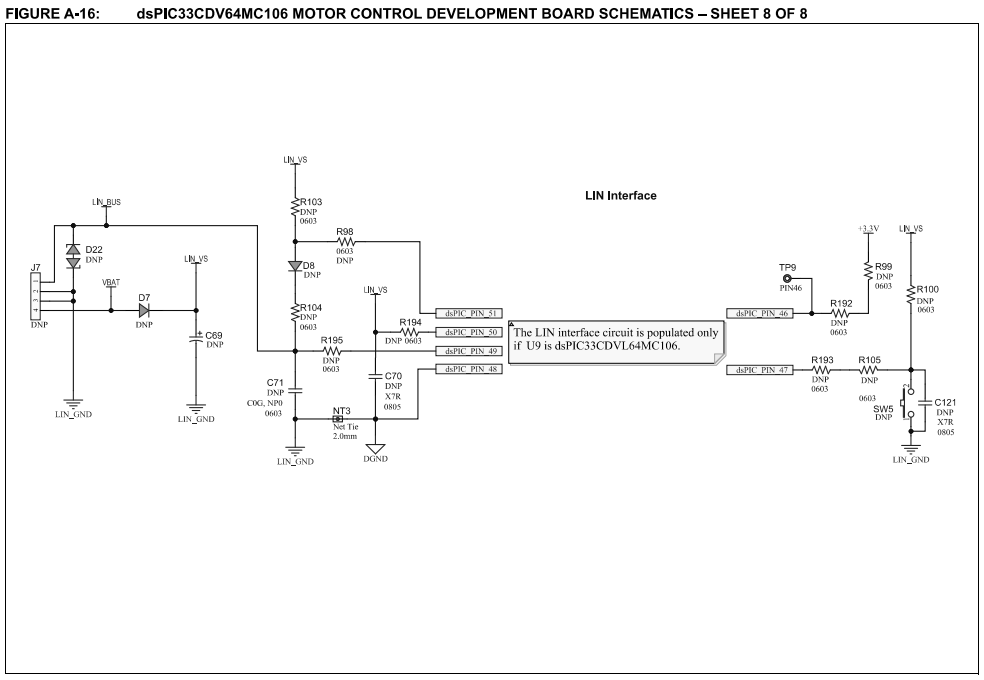 FIGURE A-16: dsPIC33CDV64MC106 MOTOR CONTROL DEVELOPMENT BOARD SCHEMATICS – SHEET 8 OF 8
LIN Interface
LIN_BUS
D22
DNP
J7
1
2
3
4
DNP
VBAT
D7
DNP
LIN_VS
C69
DNP
LIN_GND
LIN_GND
LIN_VS
R103
DNP
0603
R98
0603
DNP
D8
DNP
R104
DNP
0603
LIN_VS
R194
DNP 0603
R195
DNP
0603
C71
DNP
C0G, NP0
0603
C70
DNP
X7R
0805
NT3
Net Tie
2.0mm
LIN_GND
DGND
dsPIC_PIN_51
dsPIC_PIN_50
dsPIC_PIN_49
dsPIC_PIN_48
The LIN interface circuit is populated only
if U9 is dsPIC33CDVL64MC106.
TP9
PIN46
dsPIC_PIN_46
R192
DNP
0603
+3.3V
R99
DNP
0603
LIN_VS
R100
DNP
0603
dsPIC_PIN_47
R193
DNP
0603
R105
DNP
0603
SW5
DNP
2
1
C121
DNP
X7R
0805
LIN_GND